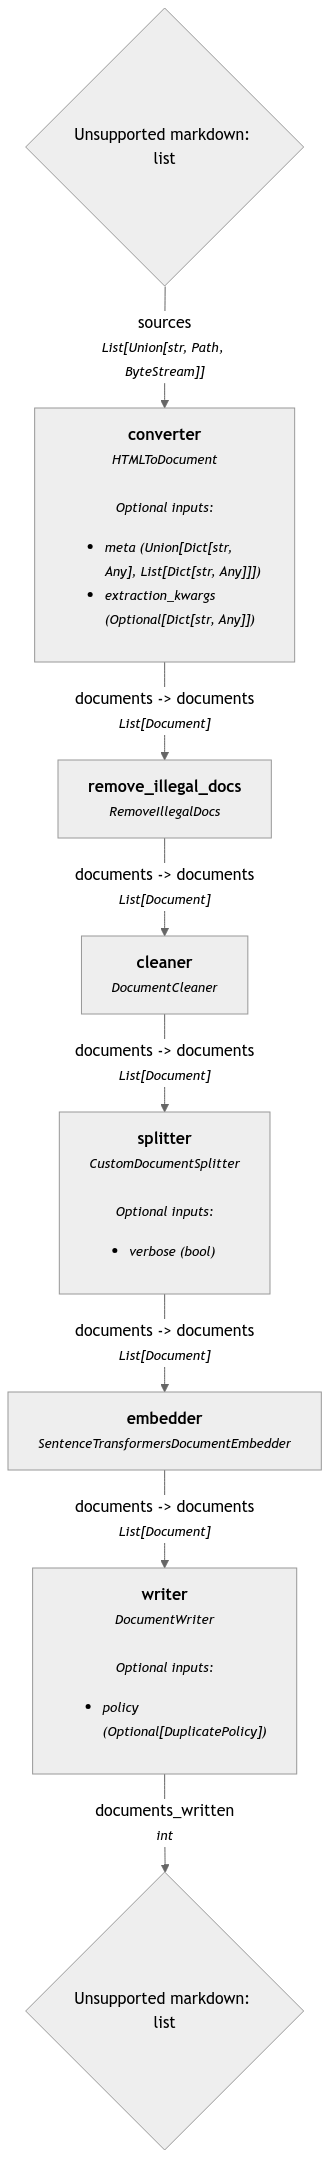 Unsupported markdown:
list
sources
List[Union[str, Path,
ByteStream]]
converter
HTMLToDocument
Optional inputs:
• meta (Union[Dict[str,
Any], List[Dict[str, Any]]])
• extraction_kwargs
(Optional[Dict[str, Any]])
documents -> documents
List[Document]
remove_illegal_docs
RemoveIllegalDocs
documents -> documents
List[Document]
cleaner
DocumentCleaner
documents -> documents
List[Document]
splitter
CustomDocumentSplitter
Optional inputs:
• verbose (bool)
documents -> documents
List[Document]
embedder
SentenceTransformersDocumentEmbedder
documents -> documents
List[Document]
writer
DocumentWriter
Optional inputs:
• policy
(Optional[DuplicatePolicy])
documents_written
int
Unsupported markdown:
list